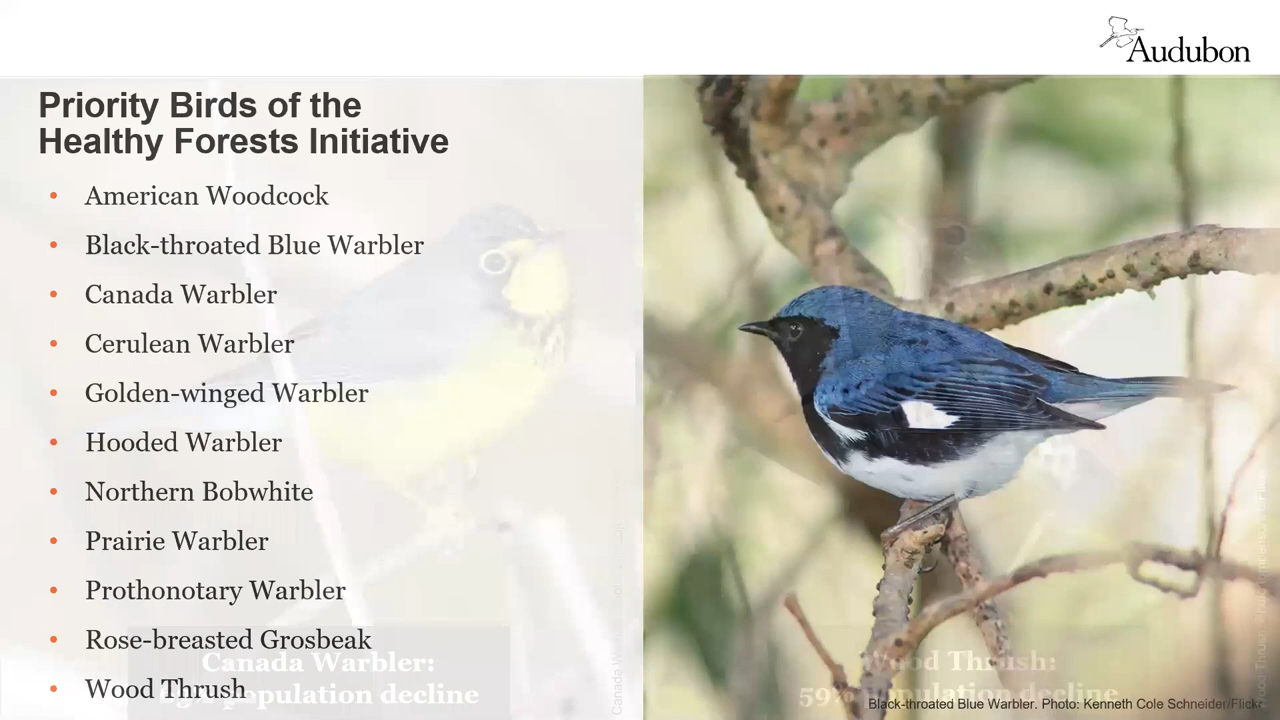 Audubon
Priority Birds of the
Healthy Forests Initiative
• American Woodcock
• Black-throated Blue Warbler
• Canada Warbler
• Cerulean Warbler
• Golden-winged Warbler
• Hooded Warbler
• Northern Bobwhite
• Prairie Warbler
• Prothonotary Warbler
• Rose-breasted Grosbeak
• Wood Thrush
Canada Warbler:
population decline
Wood Thrush:
59% population decline
Black-throated Blue Warbler. Photo: Kenneth Cole Schneider/Flickr